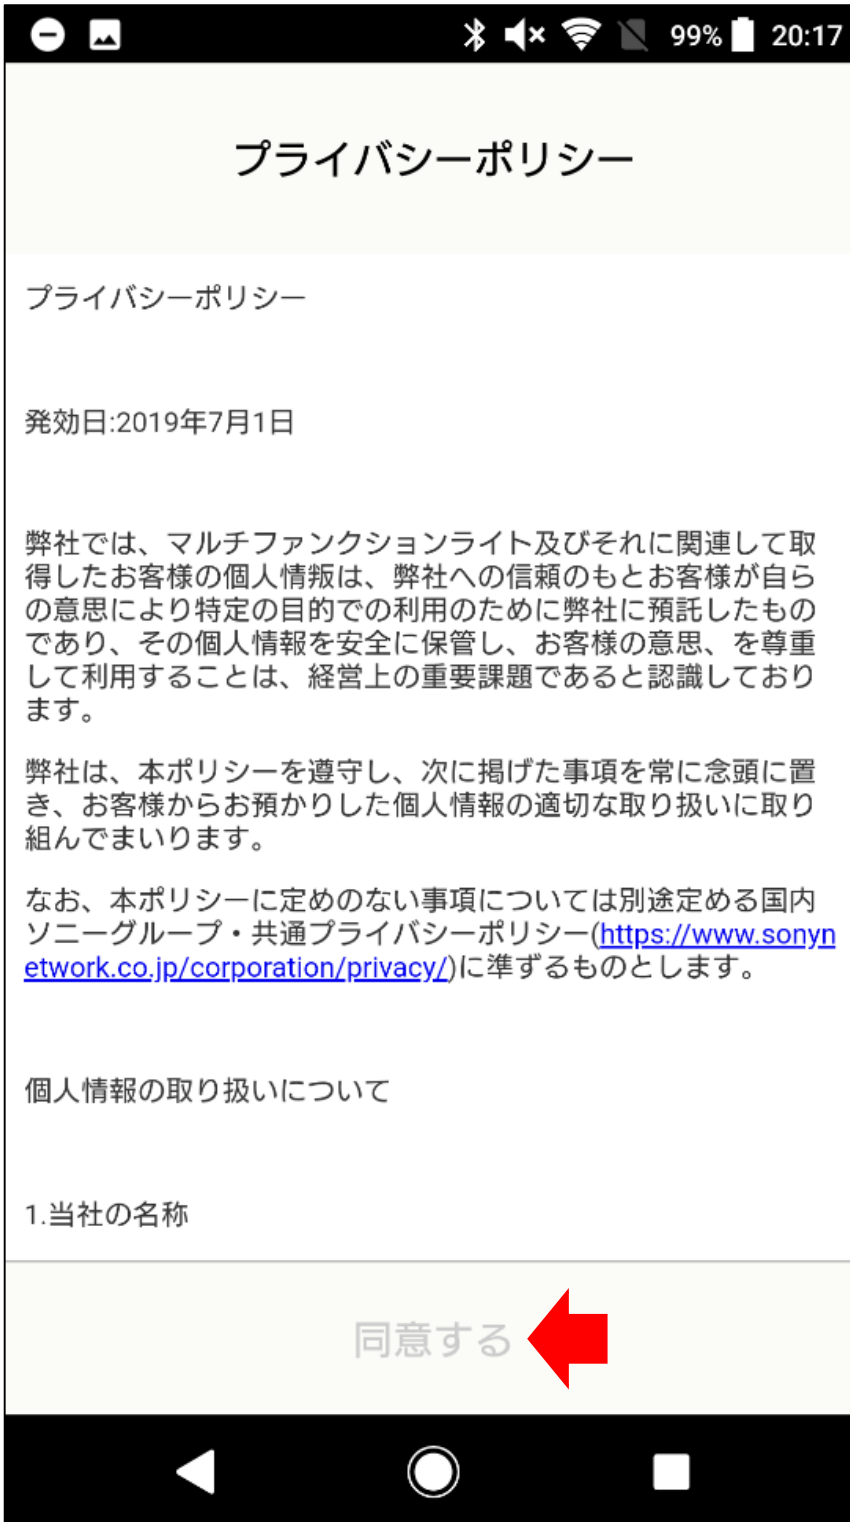 99% 20:17
プライバシーポリシー
プライバシーポリシー
発効日:2019年7月1日
弊社では、マルチファンクションライト及びそれに関連して取
得したお客様の個人情叛は、弊社への信頼のもとお客様が自ら
の意思により特定の目的での利用のために弊社に預託したもの
であり、その個人情報を安全に保管し、お客様の意思、を尊重
して利用することは、経営上の重要課題であると認識しており
ます。
弊社は、本ポリシーを遵守し、次に掲げた事項を常に念頭に置
き、お客様からお預かりした個人情報の適切な取り扱いに取り
組んでまいります。
なお、本ポリシーに定めのない事項については別途定める国内
ソニーグループ・共通プライバシーポリシー(https://www.sonyn
etwork.co.jp/corporation/privacy/)に準ずるものとします。
個人情報の取り扱いについて
1.当社の名称
同意する